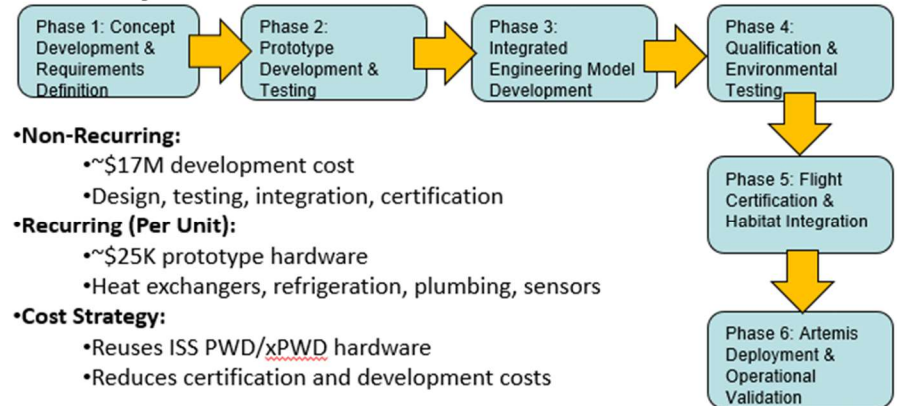 Phase 1: Concept
Development &
Requirements
Definition
Phase 2:
Prototype
Development &
Testing
Phase 3:
Integrated
Engineering Model
Development
Phase 4:
Qualification &
Environmental
Testing
•Non-Recurring:
•~$17M development cost
•Design, testing, integration, certification
•Recurring (Per Unit):
•~$25K prototype hardware
•Heat exchangers, refrigeration, plumbing, sensors
•Cost Strategy:
•Reuses ISS PWD/xPWD hardware
•Reduces certification and development costs
Phase 5: Flight
Certification &
Habitat Integration
Phase 6: Artemis
Deployment &
Operational
Validation